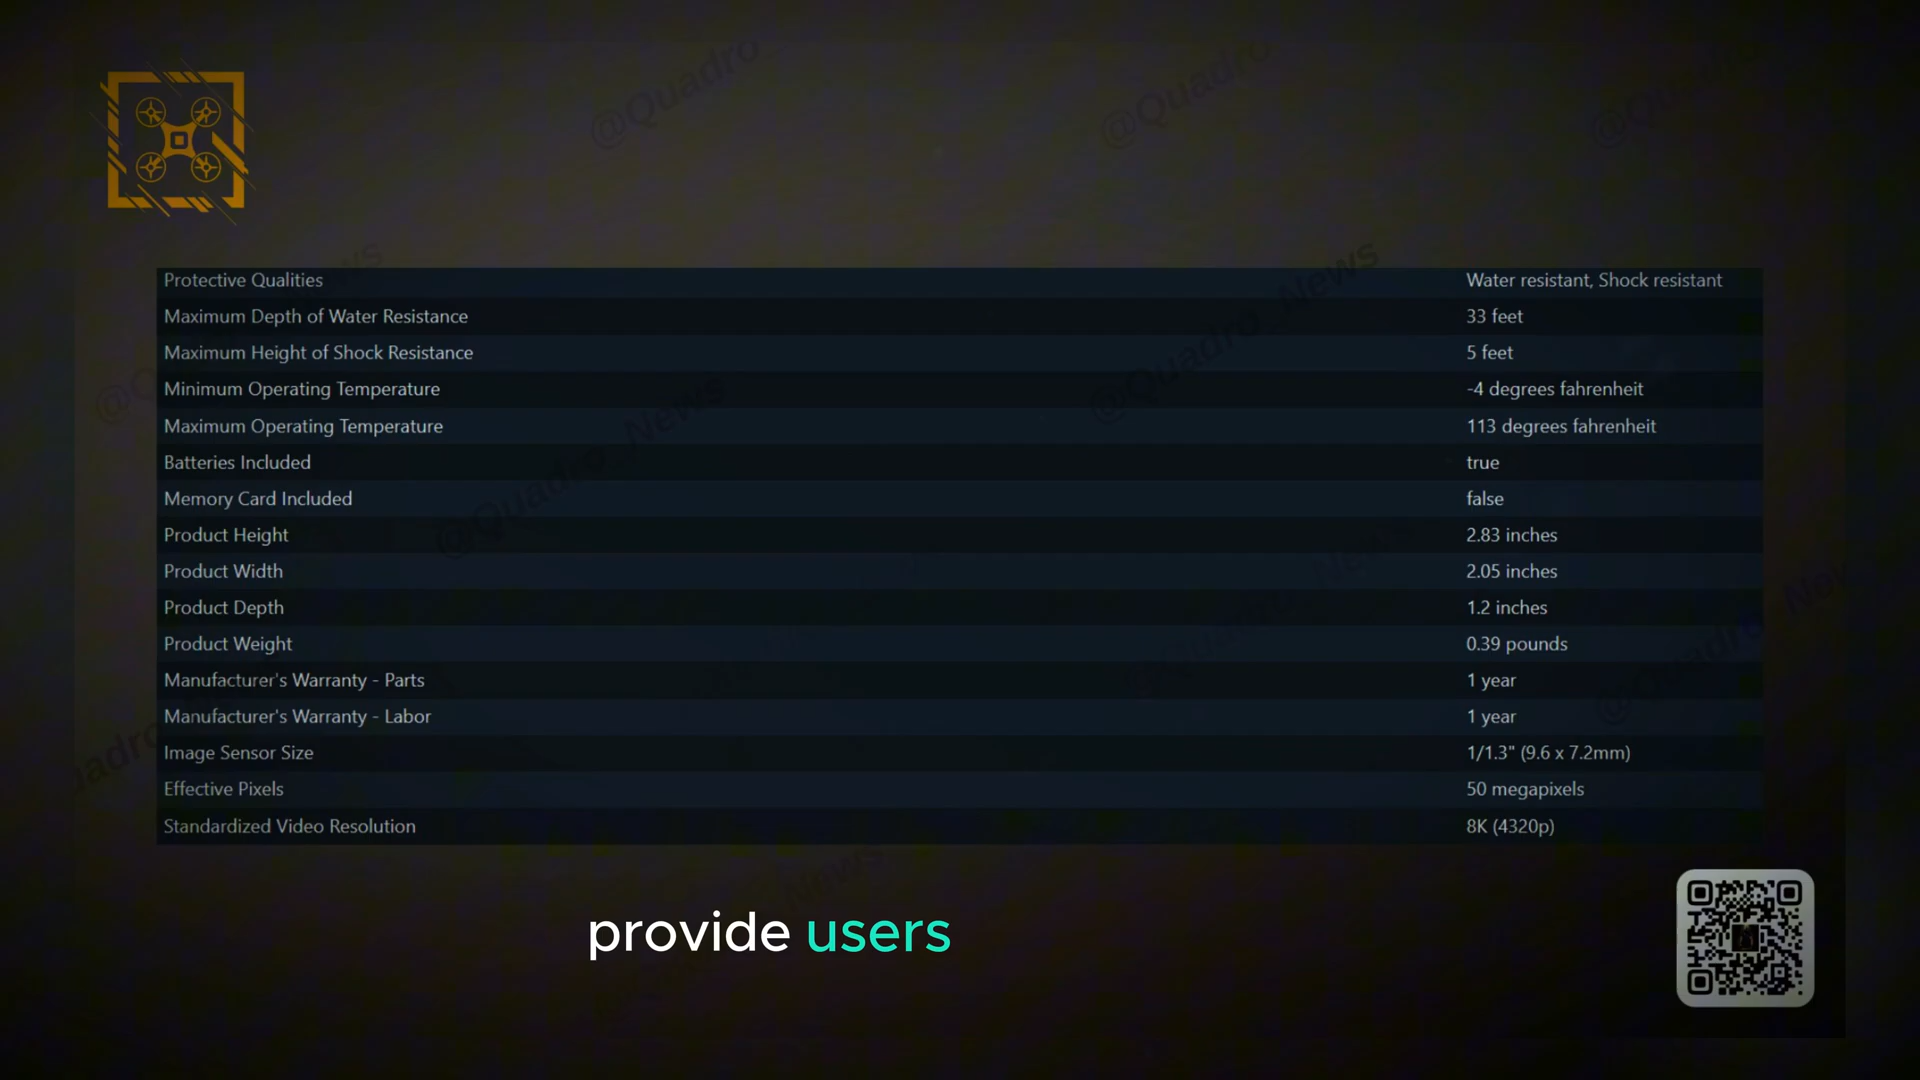 @Quadro
@Quadro
Protective Qualities Water resistant, Shock resistant
Maximum Depth of Water Resistance 33 feet
Maximum Height of Shock Resistance 5 feet
Minimum Operating Temperature -4 degrees fahrenheit
Maximum Operating Temperature 113 degrees fahrenheit
Batteries Included true
Memory Card Included false
Product Height 2.83 inches
Product Width 2.05 inches
Product Depth 1.2 inches
Product Weight 0.39 pounds
Manufacturer's Warranty - Parts 1 year
Manufacturer's Warranty - Labor 1 year
Image Sensor Size 1/1.3" (9.6 x 7.2mm)
Effective Pixels 50 megapixels
Standardized Video Resolution 8K (4320p)
@Quadro_News
@Quadro_News
provide users